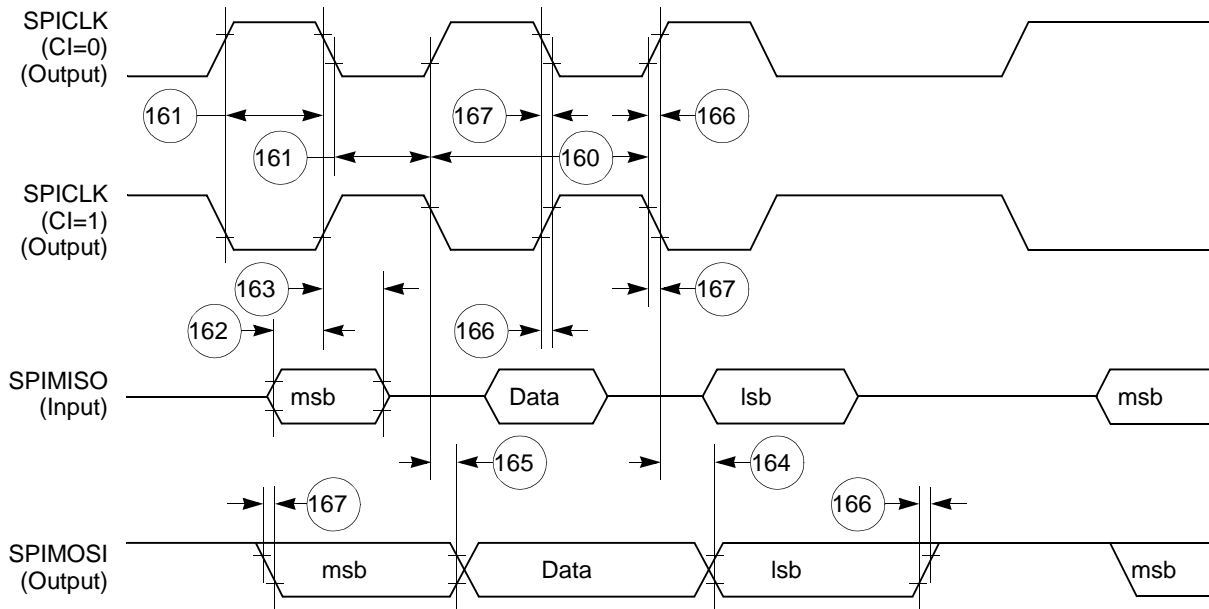 SPICLK
(CI=0)
(Output)
161
167
166
161
160
SPICLK
(CI=1)
(Output)
163
167
162
166
SPIMISO
(Input)
msb
Data
lsb
msb
165
164
167
166
SPIMOSI
(Output)
msb
Data
lsb
msb